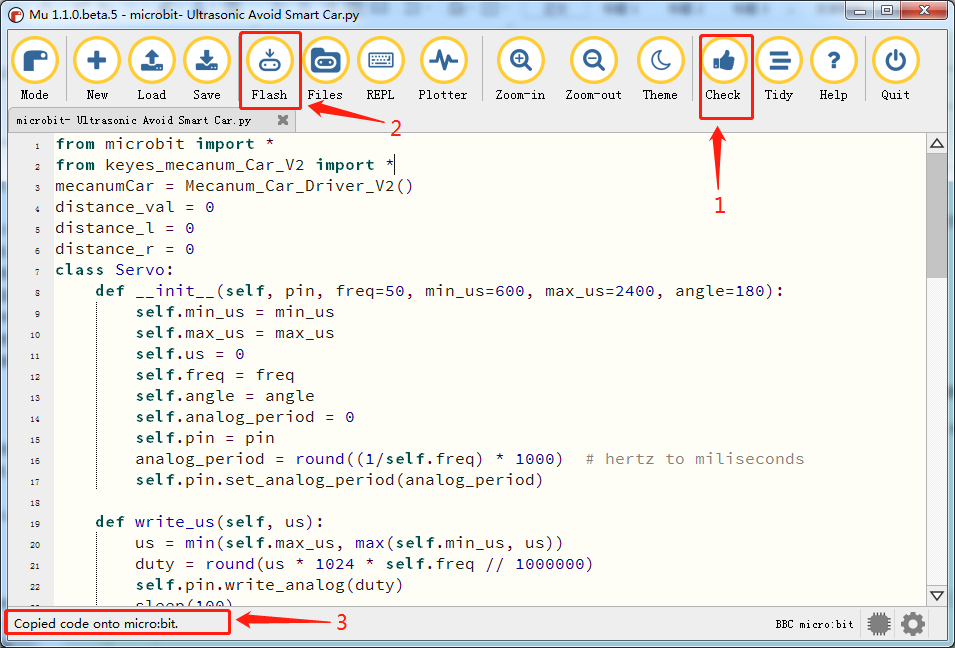 Mu 1.1.0.beta.5 - microbit- Ultrasonic Avoid Smart Car.py
Mode New Load Save Flash Files REPL Plotter Zoom-in Zoom-out Theme Check Tidy Help Quit
microbit- Ultrasonic Avoid Smart Car.py
2
1
1 from microbit import *
2 from keyes_mecanum_Car_V2 import *
3 mecanumCar = Mecanum_Car_Driver_V2()
4 distance_val = 0
5 distance_l = 0
6 distance_r = 0
7 class Servo:
8 def __init__(self, pin, freq=50, min_us=600, max_us=2400, angle=180):
9 self.min_us = min_us
10 self.max_us = max_us
11 self.us = 0
12 self.freq = freq
13 self.angle = angle
14 self.analog_period = 0
15 self.pin = pin
16 analog_period = round((1/self.freq) * 1000)  # hertz to miliseconds
17 self.pin.set_analog_period(analog_period)
18
19 def write_us(self, us):
20 us = min(self.max_us, max(self.min_us, us))
21 duty = round(us * 1024 * self.freq // 1000000)
22 self.pin.write_analog(duty)
sleep(100)
Copied code onto micro:bit.
3
BBC micro:bit